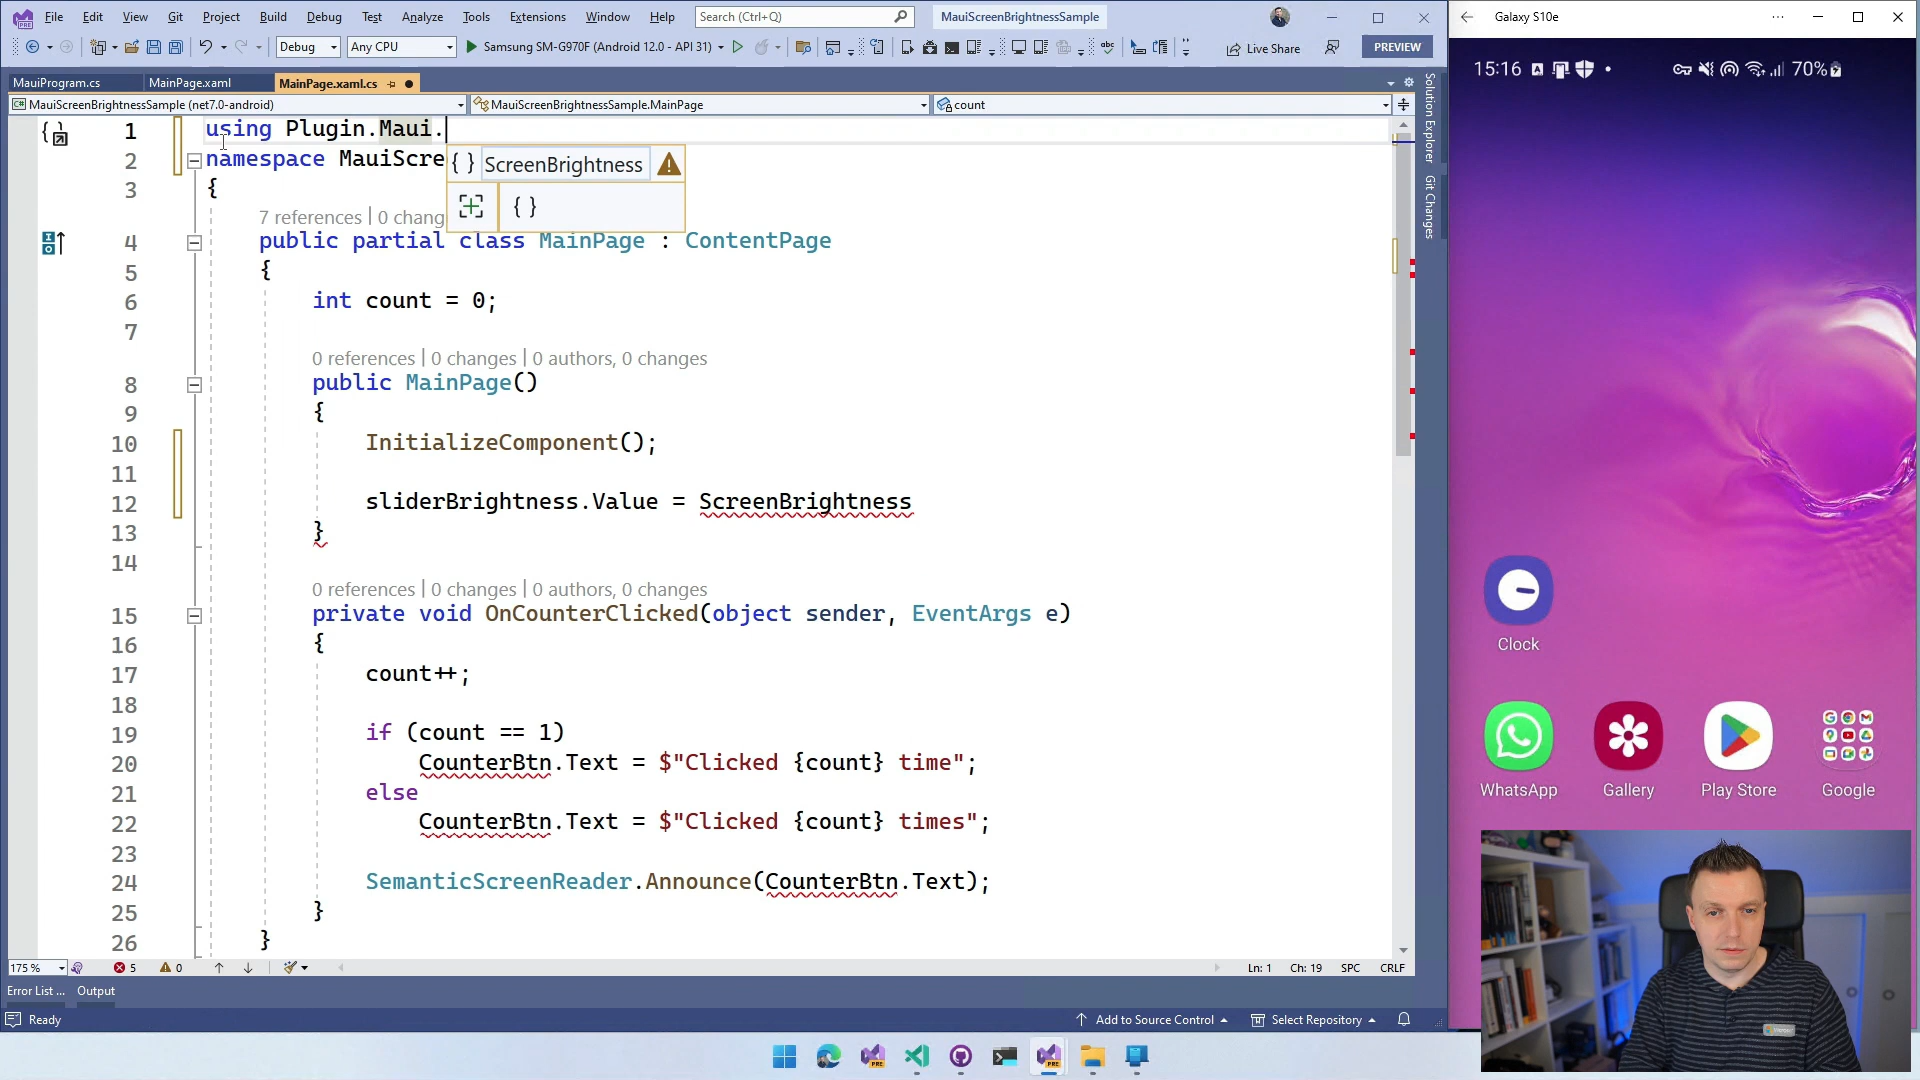 File Edit View Git Project Build Debug Test Analyze Tools Extensions Window Help Search (Ctrl+Q) MauiScreenBrightnessSample
Debug Any CPU Samsung SM-G970F (Android 12.0 - API 31) Live Share PREVIEW
MauiProgram.cs MainPage.xaml MainPage.xaml.cs
MauiScreenBrightnessSample (net7.0-android) MauiScreenBrightnessSample.MainPage count
1 using Plugin.Maui.
{ } ScreenBrightness
{ }
2 namespace MauiScre
3 {
7 references | 0 chang
4 public partial class MainPage : ContentPage
5 {
6 int count = 0;
7
0 references | 0 changes | 0 authors, 0 changes
8 public MainPage()
9 {
10 InitializeComponent();
11
12 sliderBrightness.Value = ScreenBrightness
13 }
14
0 references | 0 changes | 0 authors, 0 changes
15 private void OnCounterClicked(object sender, EventArgs e)
16 {
17 count++;
18
19 if (count == 1)
20 CounterBtn.Text = $"Clicked {count} time";
21 else
22 CounterBtn.Text = $"Clicked {count} times";
23
24 SemanticScreenReader.Announce(CounterBtn.Text);
25 }
26 }
175 % 5 0 Ln: 1 Ch: 19 SPC CRLF
Error List ... Output
Ready Add to Source Control Select Repository
Solution Explorer
Git Changes
Galaxy S10e
15:16 70%
Clock
WhatsApp Gallery Play Store Google